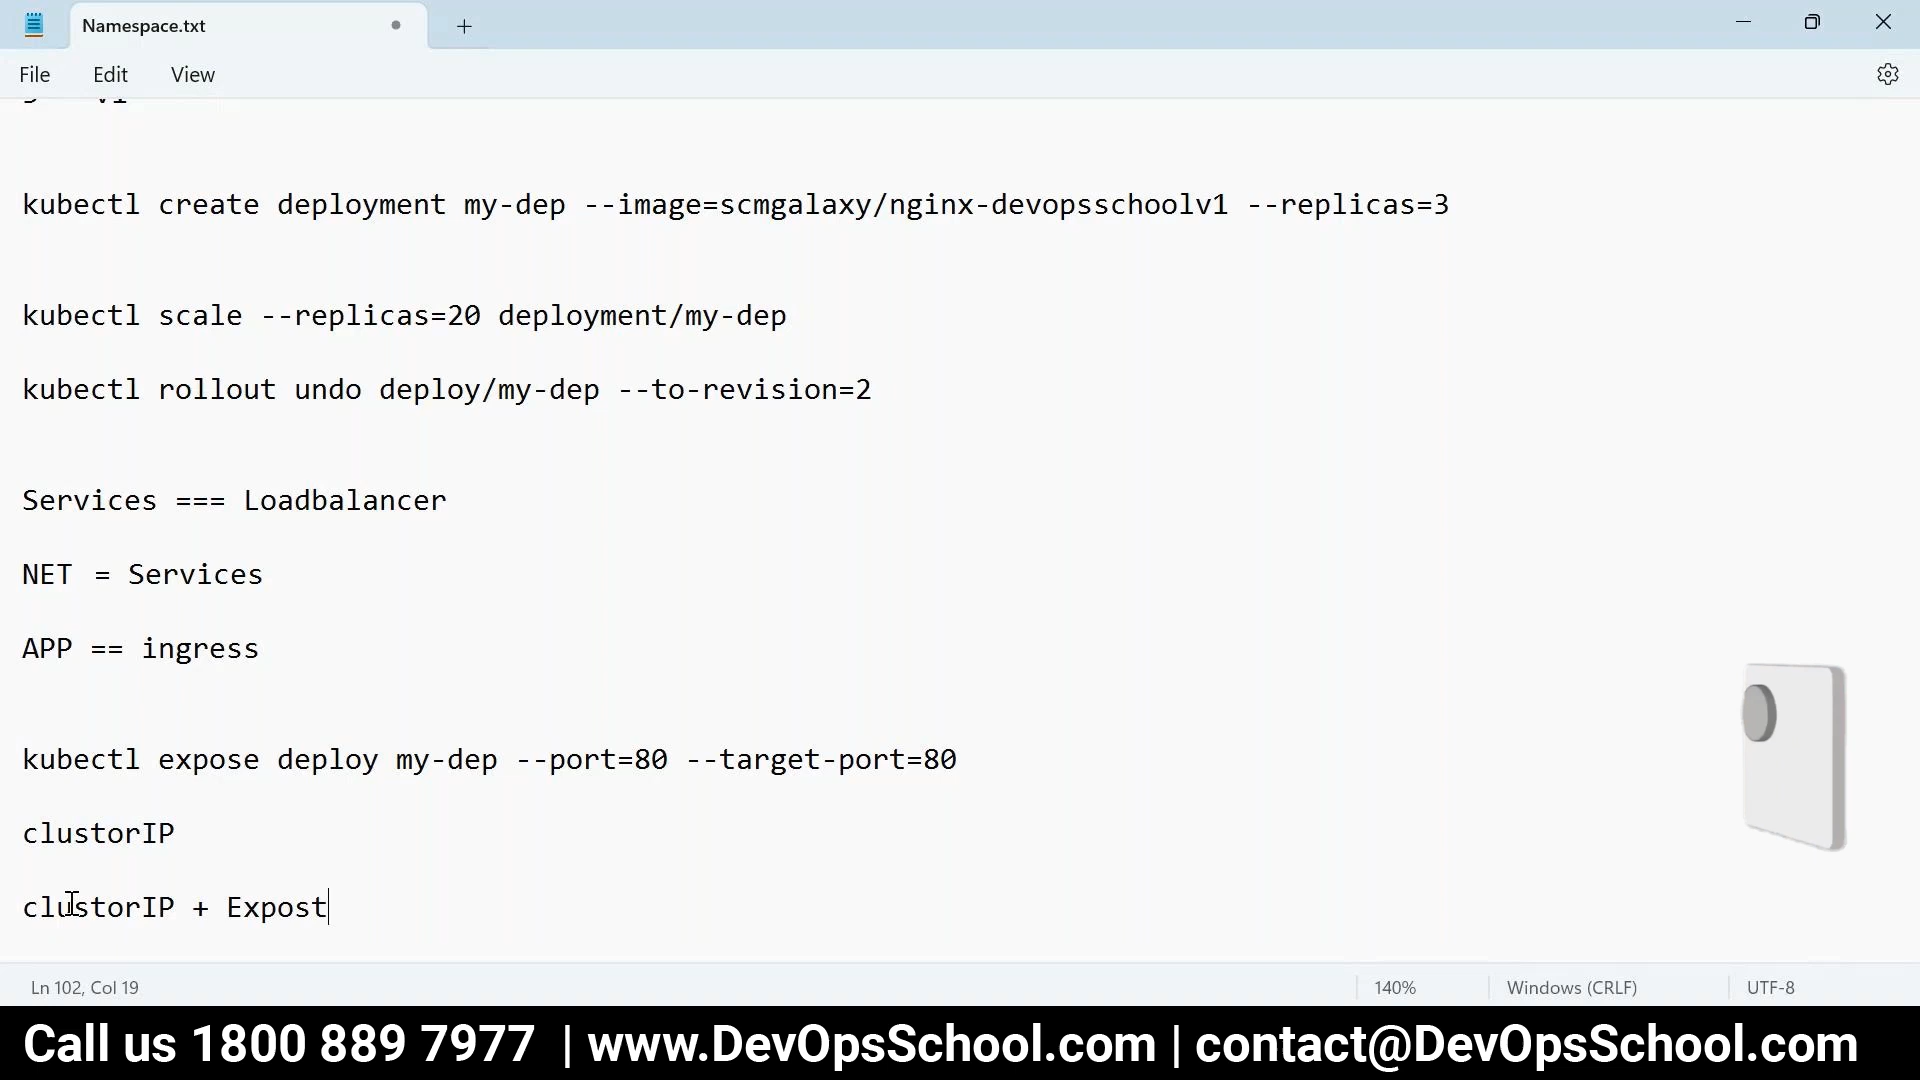 Namespace.txt
File Edit View
kubectl create deployment my-dep --image=scmgalaxy/nginx-devopsschoolv1 --replicas=3
kubectl scale --replicas=20 deployment/my-dep
kubectl rollout undo deploy/my-dep --to-revision=2
Services === Loadbalancer
NET = Services
APP == ingress
kubectl expose deploy my-dep --port=80 --target-port=80
clustorIP
clustorIP + Expost
Ln 102, Col 19 140% Windows (CRLF) UTF-8
Call us 1800 889 7977 | www.DevOpsSchool.com | contact@DevOpsSchool.com